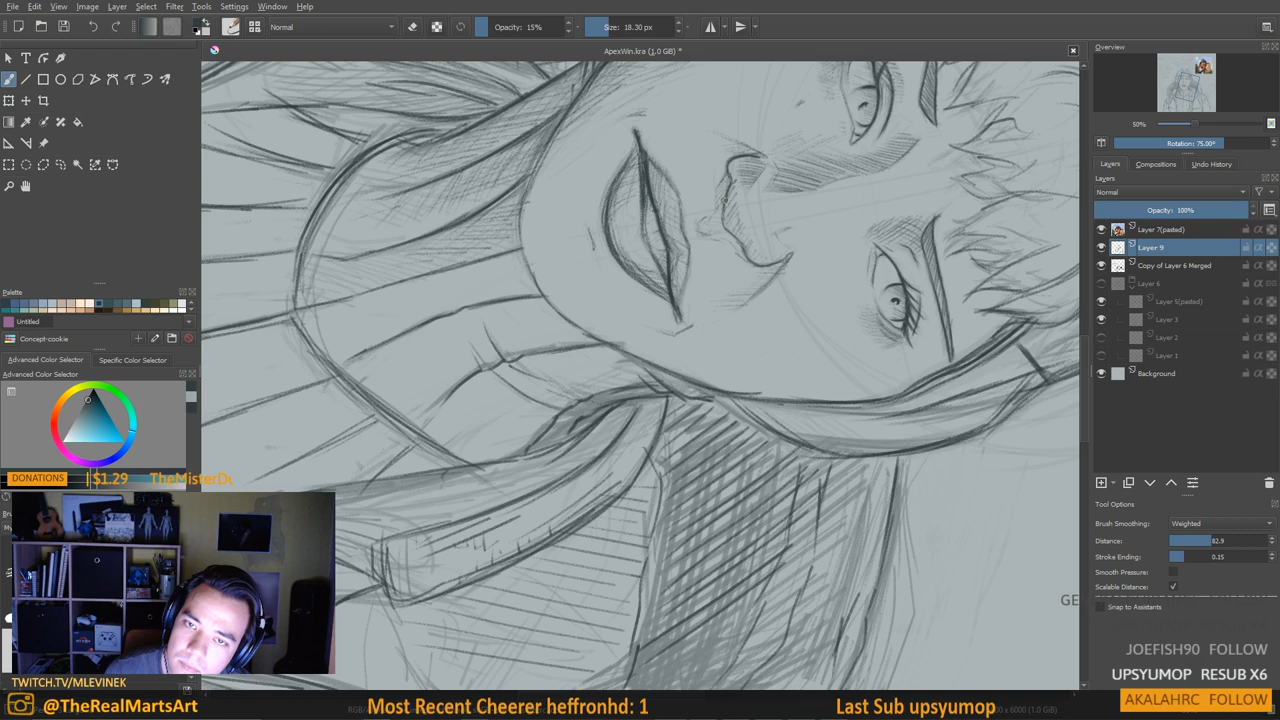 File Edit View Image Layer Select Filter Tools Settings Window Help
Normal
Opacity: 15%
Size: 18.30 px
ApexWin.kra (1.0 GB) *
Overview
50%
Rotation: 75.00°
Layers Compositions Undo History
Layers
Normal
Opacity: 100%
Layer 7(pasted)
Layer 9
Copy of Layer 6 Merged
Layer 6
Layer 5(pasted)
Layer 3
Layer 2
Layer 1
Background
Palette
Untitled
Concept-cookie
Advanced Color Selector Specific Color Selector
Advanced Color Selector
DONATIONS $1.29 TheMisterDu
Tool Options
Brush Smoothing: Weighted
Distance: 82.9
Stroke Ending: 0.15
Smooth Pressure:
Scalable Distance:
Snap to Assistants
GE
JOEFISH90 FOLLOW
UPSYUMOP RESUB X6
AKALAHRC FOLLOW
TWITCH.TV/MLEVINEK
@TheRealMartsArt
Most Recent Cheerer heffronhd: 1
Last Sub upsyumop